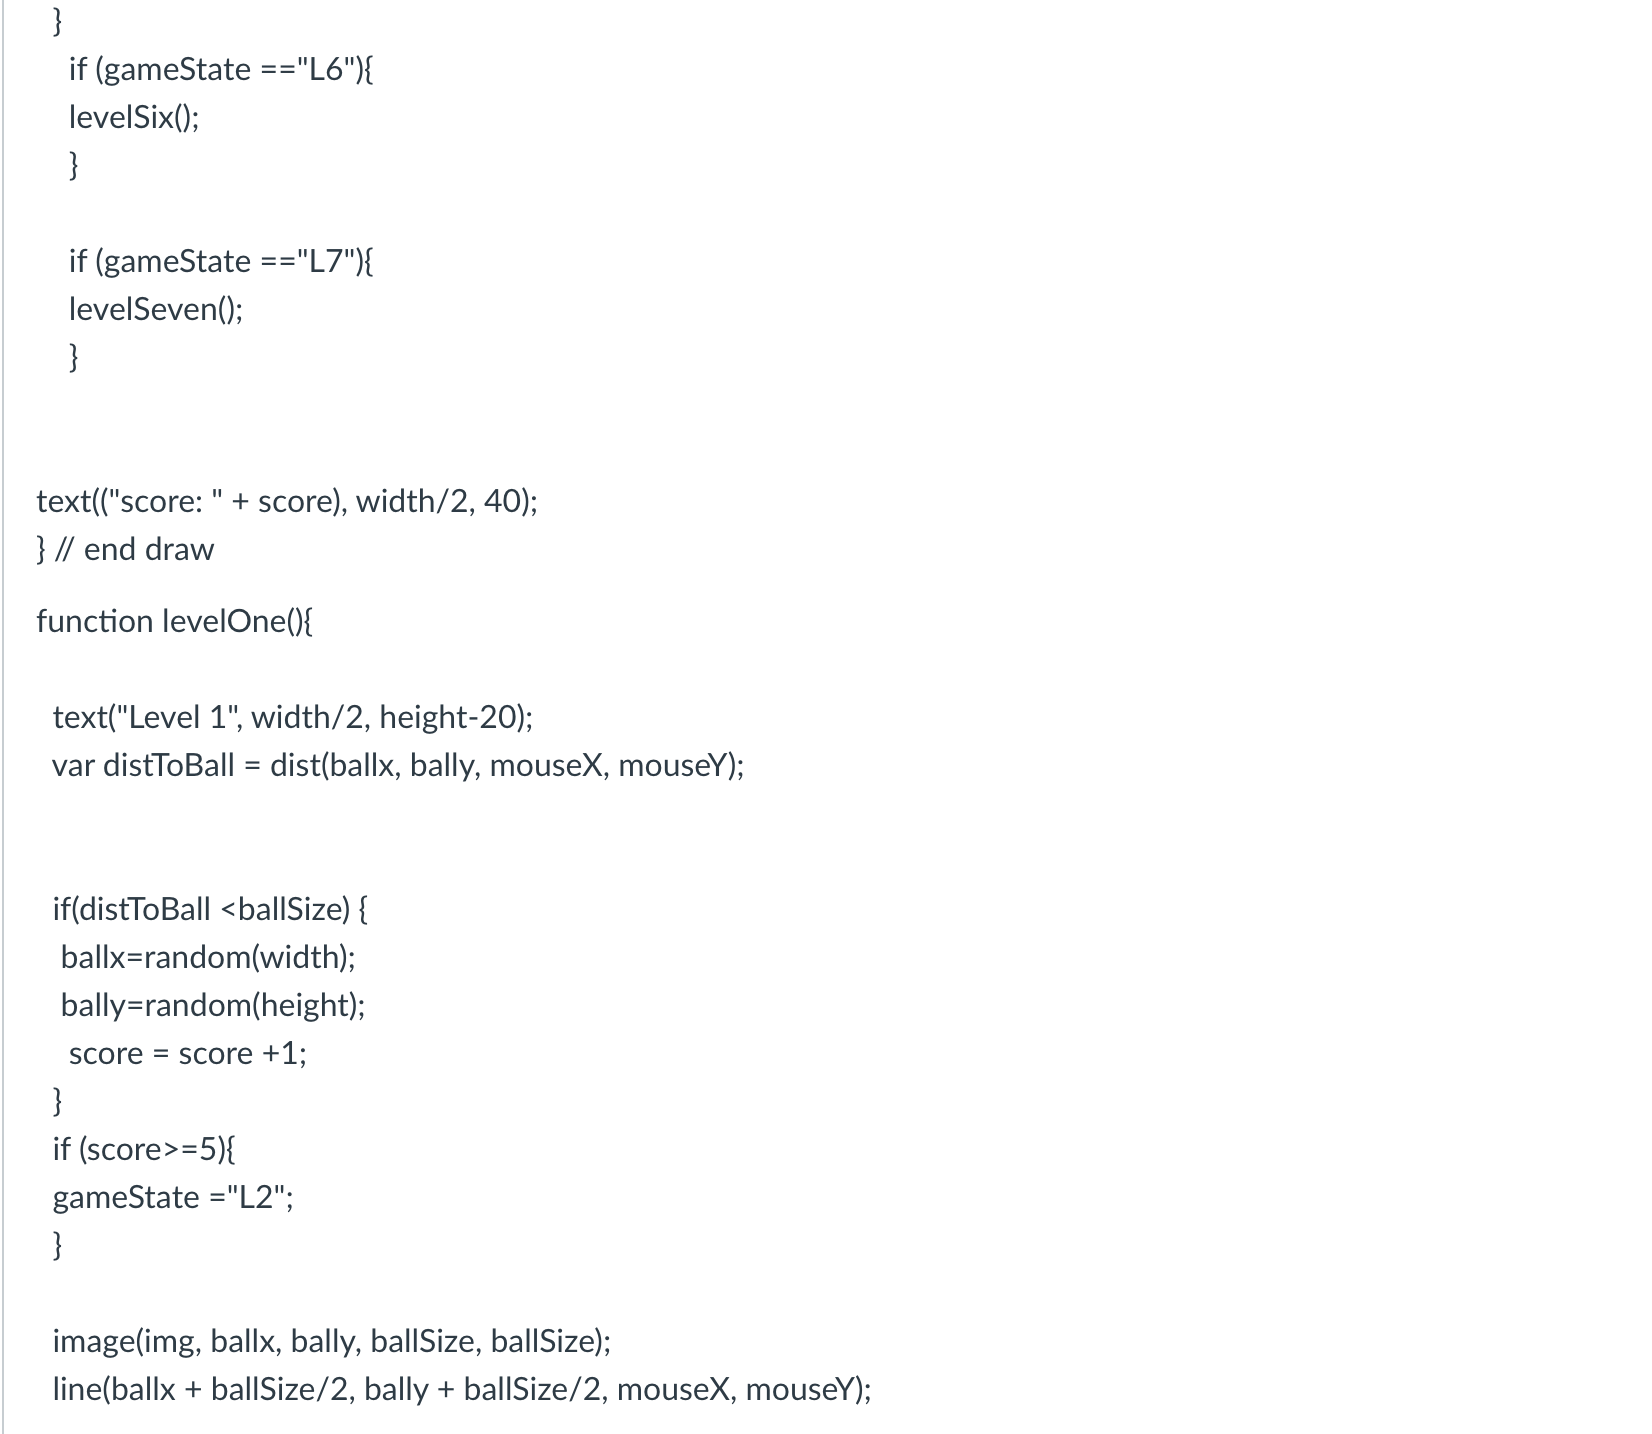 }
if (gameState =="L6"){
levelSix();
}
if (gameState =="L7"){
levelSeven();
}
text(("score: " + score), width/2, 40);
} // end draw
function levelOne(){
text("Level 1", width/2, height-20);
var distToBall = dist(ballx, bally, mouseX, mouseY);
if(distToBall <ballSize) {
ballx=random(width);
bally=random(height);
score = score +1;
}
if (score>=5){
gameState ="L2";
}
image(img, ballx, bally, ballSize, ballSize);
line(ballx + ballSize/2, bally + ballSize/2, mouseX, mouseY);